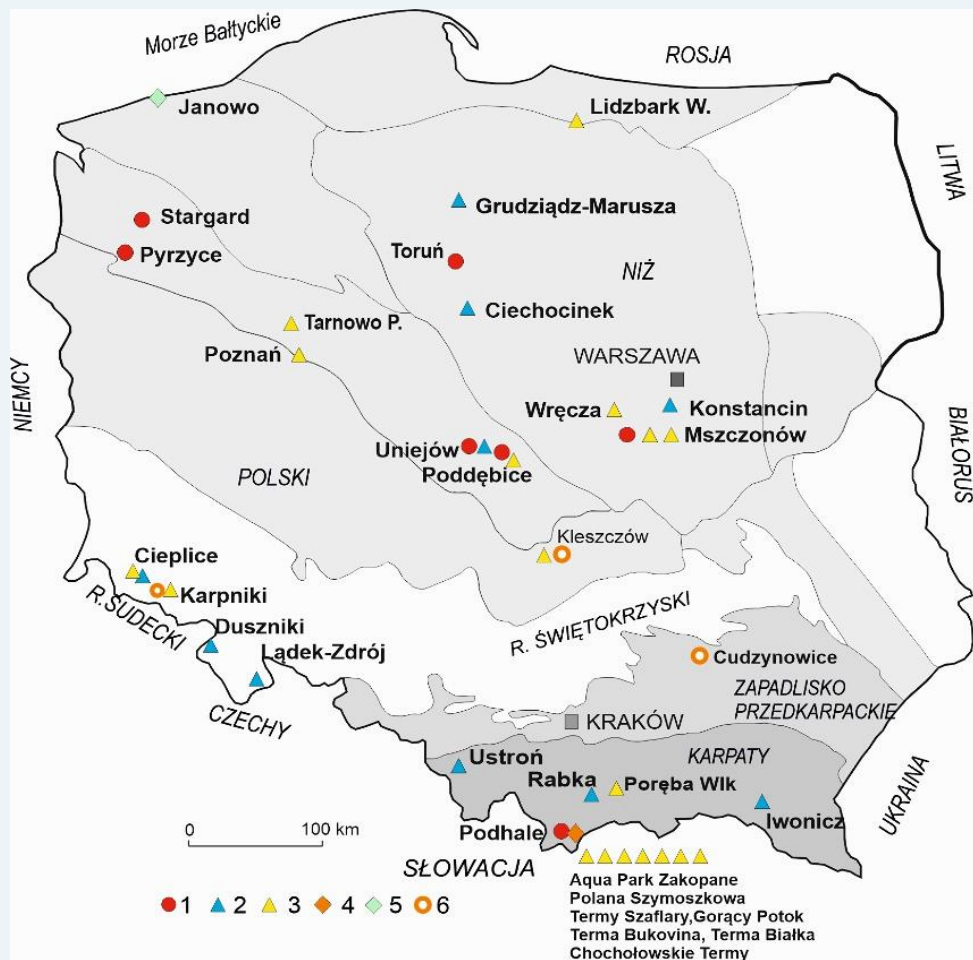 Morze Bałtyckie
ROSJA
Janowo
Lidzbark W.
LITWA
Grudziądz-Marusza
Stargard
Toruń
Pyrzyce
NIŻ
Ciechocinek
Tarnowo P.
Poznań
WARSZAWA
NIEMCY
Wręcza
Konstancin
BIAŁORUŚ
Mszczonów
Uniejów
Poddębice
POLSKI
Kleszczów
Cieplice
Karpniki
R.SUDECKI
Duszniki
R. ŚWIĘTOKRZYSKI
Lądek-Zdrój
Cudzynowice
ZAPADLISKO
PRZEDKARPACKIE
CZECHY
KRAKÓW
KARPATY
Ustroń
Rabka
Poręba Wlk
UKRAINA
Iwonicz
0 100 km
Podhale
SŁOWACJA
Aqua Park Zakopane
Polana Szymoszkowa
Termy Szaflary,Gorący Potok
Terma Bukovina, Terma Białka
Chochołowskie Termy
1 2 3 4 5 6